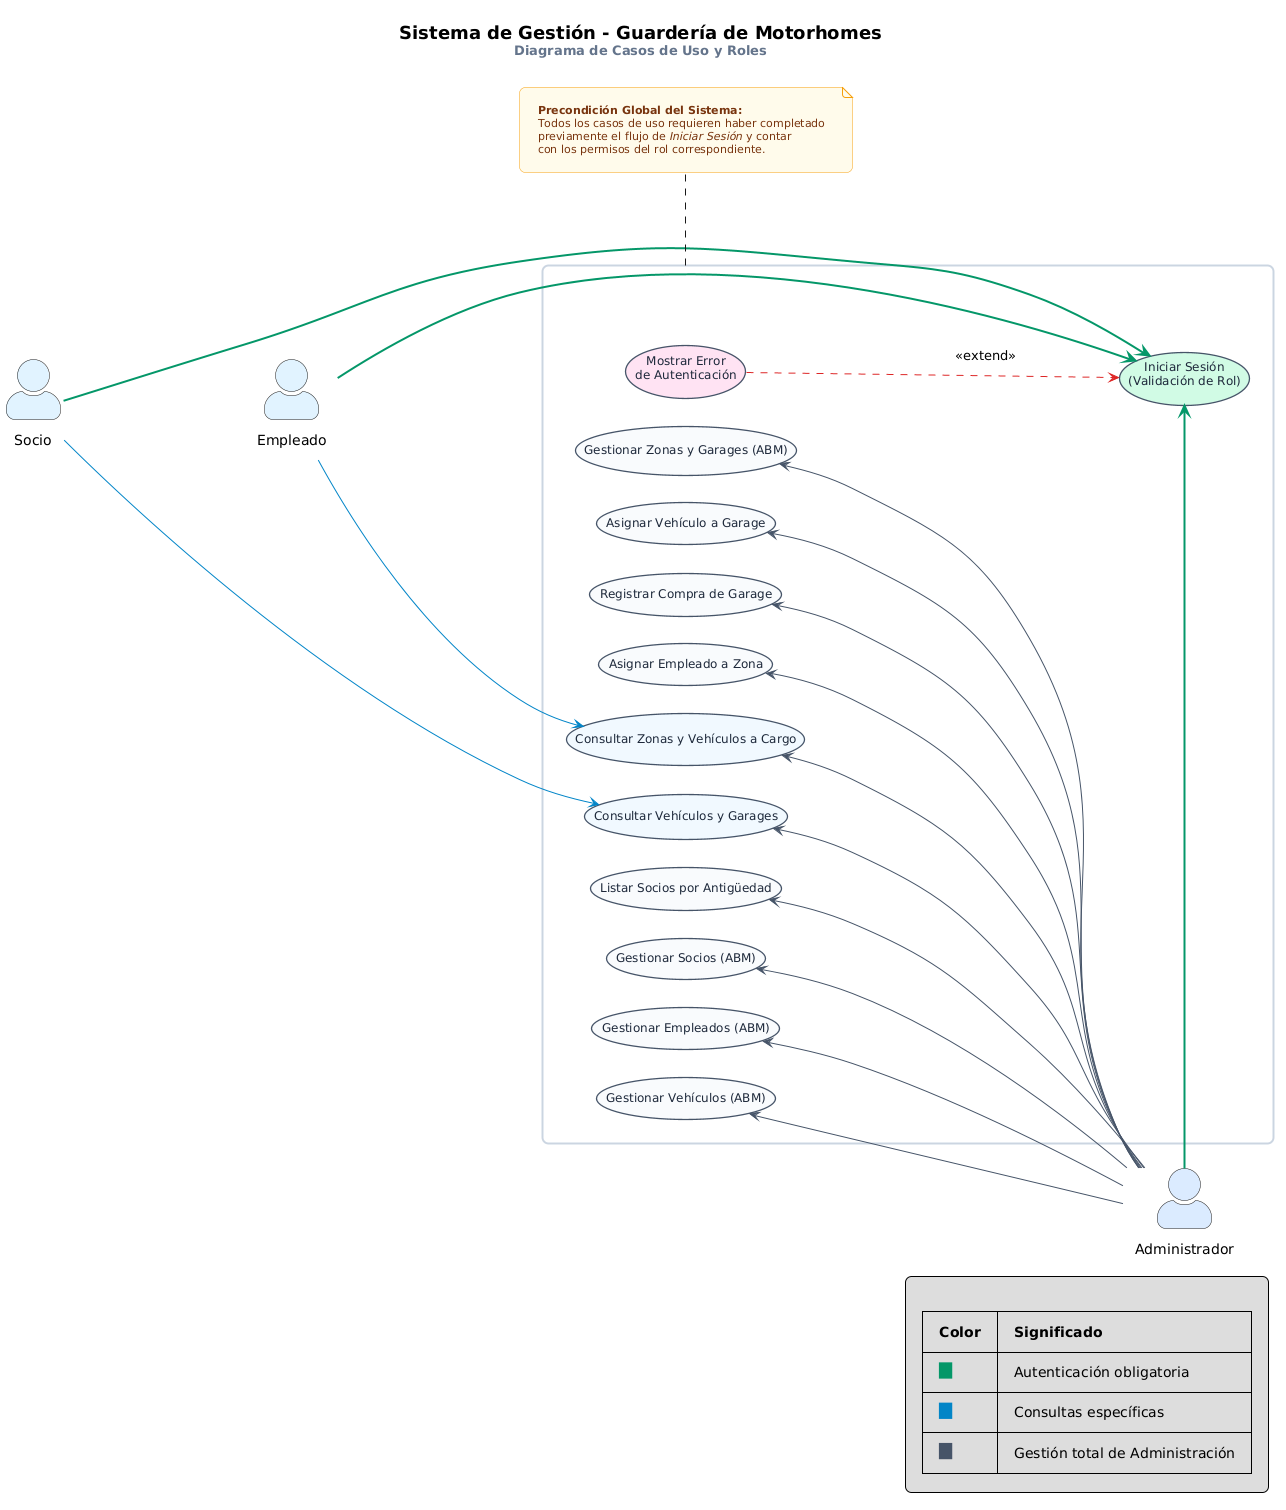 Sistema de Gestión - Guardería de Motorhomes
Diagrama de Casos de Uso y Roles
Precondición Global del Sistema:
Todos los casos de uso requieren haber completado
previamente el flujo de Iniciar Sesión y contar
con los permisos del rol correspondiente.
Mostrar Error
de Autenticación
«extend»
Iniciar Sesión
(Validación de Rol)
Socio
Empleado
Gestionar Zonas y Garages (ABM)
Asignar Vehículo a Garage
Registrar Compra de Garage
Asignar Empleado a Zona
Consultar Zonas y Vehículos a Cargo
Consultar Vehículos y Garages
Listar Socios por Antigüedad
Gestionar Socios (ABM)
Gestionar Empleados (ABM)
Gestionar Vehículos (ABM)
Administrador
Color Significado
Autenticación obligatoria
Consultas específicas
Gestión total de Administración